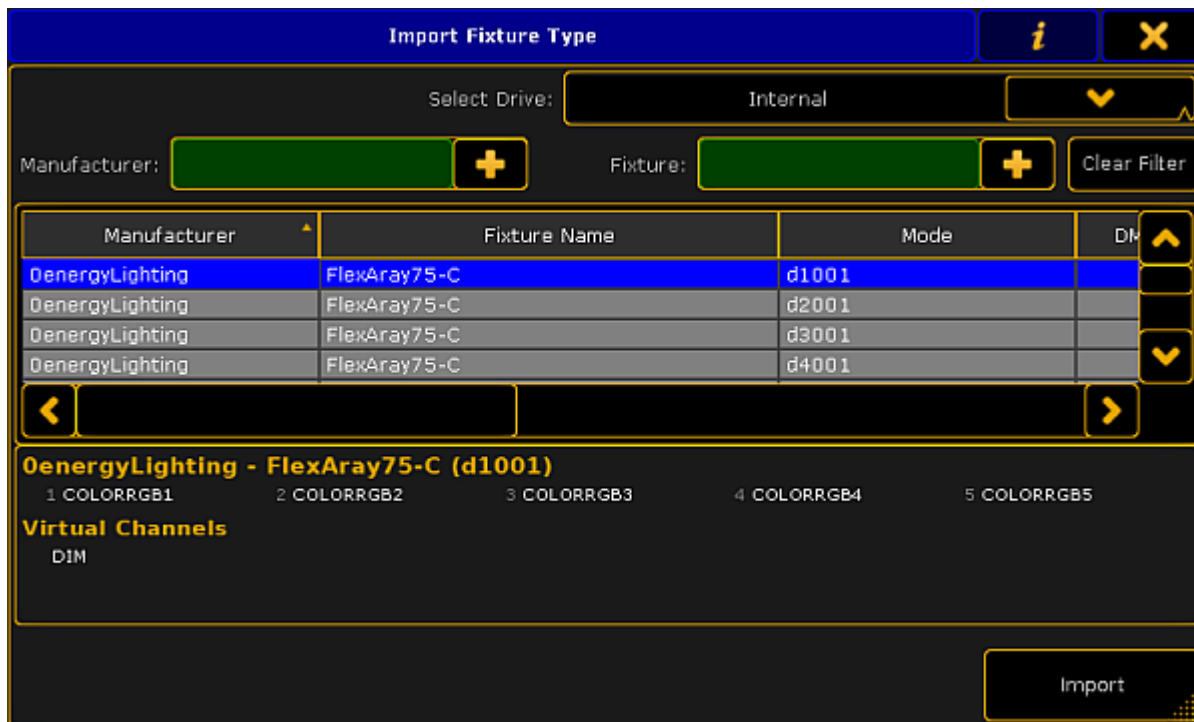 Import Fixture Type i
Select Drive: Internal
Manufacturer: Fixture: Clear Filter
Manufacturer Fixture Name Mode
0energyLighting FlexAray75-C d1001
0energyLighting FlexAray75-C d2001
0energyLighting FlexAray75-C d3001
0energyLighting FlexAray75-C d4001
0energyLighting - FlexAray75-C (d1001)
1 COLORRGB1 2 COLORRGB2 3 COLORRGB3 4 COLORRGB4 5 COLORRGB5
Virtual Channels
DIM
Import